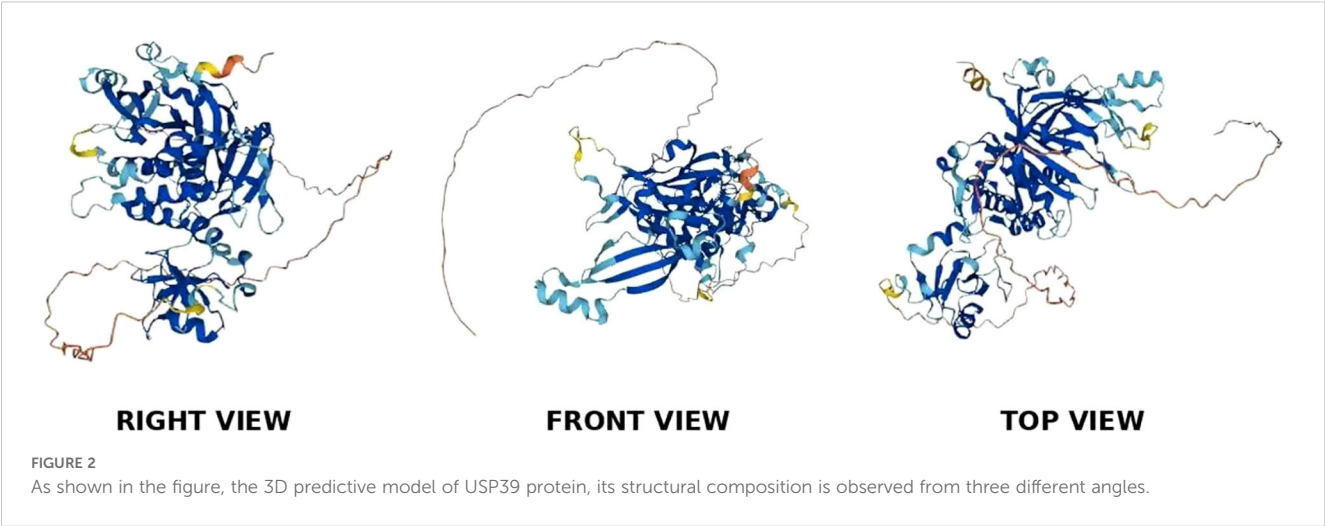 RIGHT VIEW
FRONT VIEW
TOP VIEW
FIGURE 2
As shown in the figure, the 3D predictive model of USP39 protein, its structural composition is observed from three different angles.